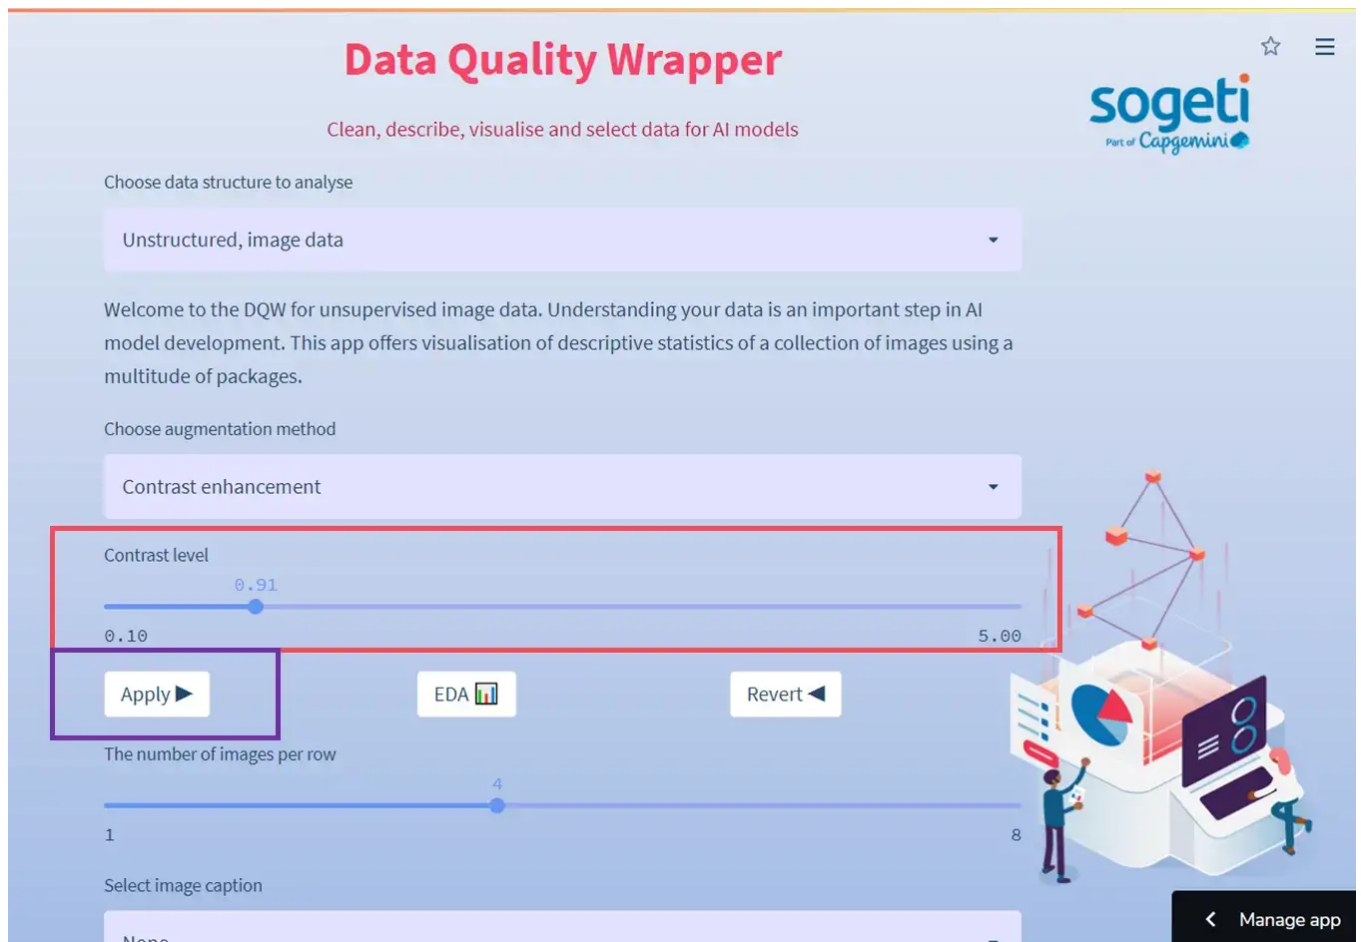 Data Quality Wrapper
sogeti
Part of Capgemini
Clean, describe, visualise and select data for AI models
Choose data structure to analyse
Unstructured, image data
Welcome to the DQW for unsupervised image data. Understanding your data is an important step in AI
model development. This app offers visualisation of descriptive statistics of a collection of images using a
multitude of packages.
Choose augmentation method
Contrast enhancement
Contrast level
0.91
0.10 5.00
Apply EDA Revert
The number of images per row
4
1 8
Select image caption
None
Manage app